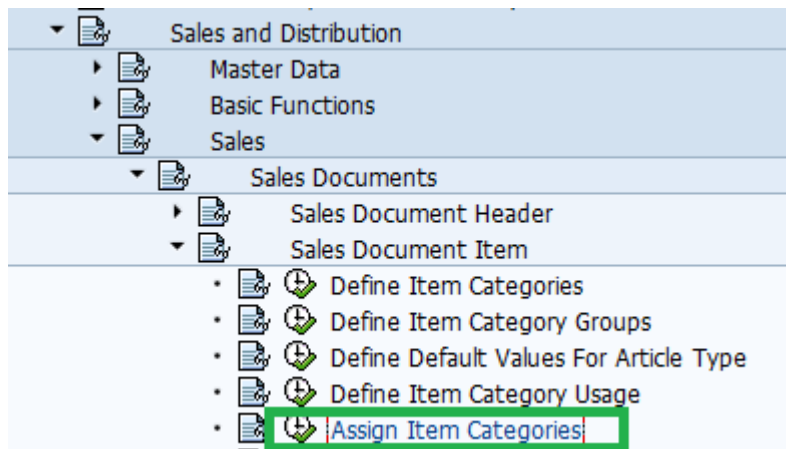 Sales and Distribution
Master Data
Basic Functions
Sales
Sales Documents
Sales Document Header
Sales Document Item
Define Item Categories
Define Item Category Groups
Define Default Values For Article Type
Define Item Category Usage
Assign Item Categories